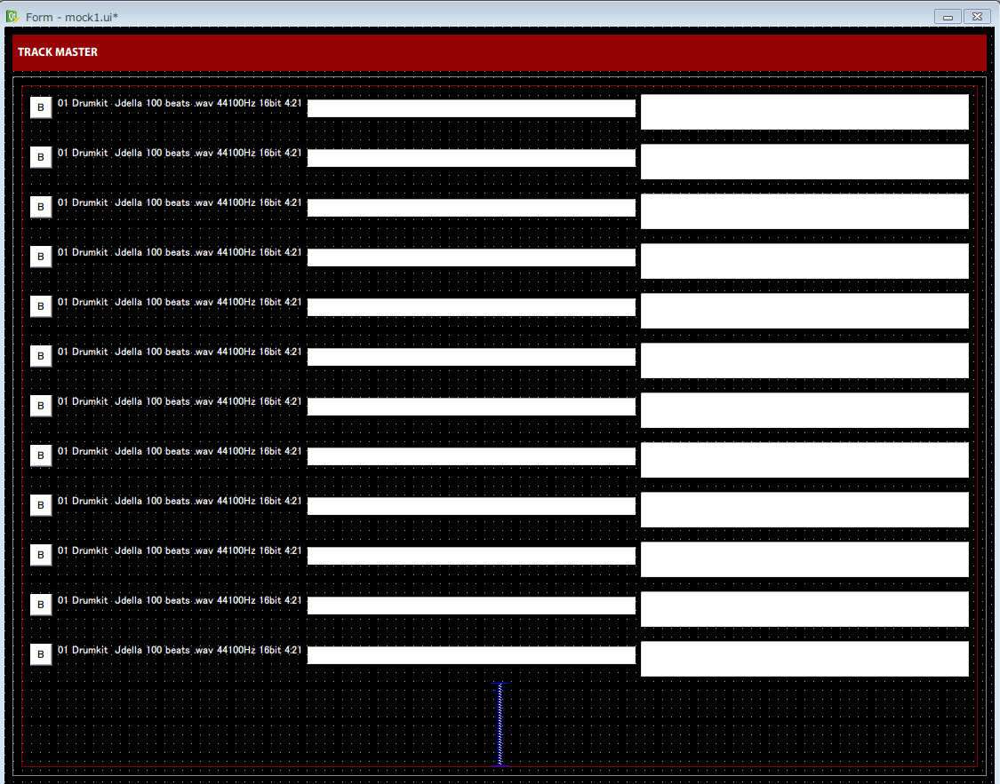 Form - mock1.ui*
TRACK MASTER
B 01 Drumkit Jdella 100 beats .wav 44100Hz 16bit 4:21
B 01 Drumkit Jdella 100 beats .wav 44100Hz 16bit 4:21
B 01 Drumkit Jdella 100 beats .wav 44100Hz 16bit 4:21
B 01 Drumkit Jdella 100 beats .wav 44100Hz 16bit 4:21
B 01 Drumkit Jdella 100 beats .wav 44100Hz 16bit 4:21
B 01 Drumkit Jdella 100 beats .wav 44100Hz 16bit 4:21
B 01 Drumkit Jdella 100 beats .wav 44100Hz 16bit 4:21
B 01 Drumkit Jdella 100 beats .wav 44100Hz 16bit 4:21
B 01 Drumkit Jdella 100 beats .wav 44100Hz 16bit 4:21
B 01 Drumkit Jdella 100 beats .wav 44100Hz 16bit 4:21
B 01 Drumkit Jdella 100 beats .wav 44100Hz 16bit 4:21
B 01 Drumkit Jdella 100 beats .wav 44100Hz 16bit 4:21